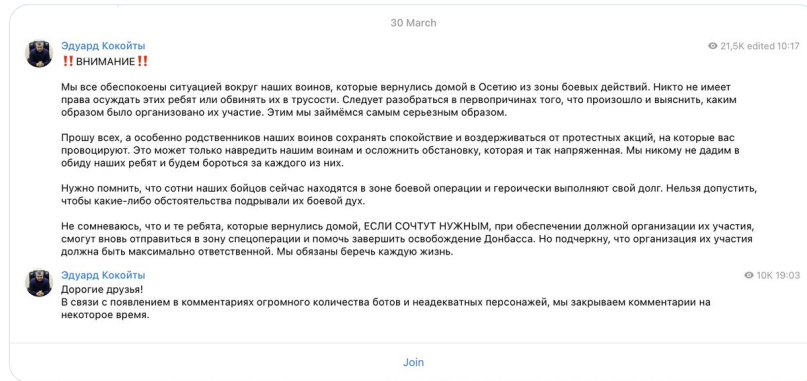 30 March
Эдуард Кокойты
21,5K edited 10:17
‼️ ВНИМАНИЕ ‼️
Мы все обеспокоены ситуацией вокруг наших воинов, которые вернулись домой в Осетию из зоны боевых действий. Никто не имеет
права осуждать этих ребят или обвинять их в трусости. Следует разобраться в первопричинах того, что произошло и выяснить, каким
образом было организовано их участие. Этим мы займёмся самым серьезным образом.
Прошу всех, а особенно родственников наших воинов сохранять спокойствие и воздерживаться от протестных акций, на которые вас
провоцируют. Это может только навредить нашим воинам и осложнить обстановку, которая и так напряженная. Мы никому не дадим в
обиду наших ребят и будем бороться за каждого из них.
Нужно помнить, что сотни наших бойцов сейчас находятся в зоне боевой операции и героически выполняют свой долг. Нельзя допустить,
чтобы какие-либо обстоятельства подрывали их боевой дух.
Не сомневаюсь, что и те ребята, которые вернулись домой, ЕСЛИ СОЧТУТ НУЖНЫМ, при обеспечении должной организации их участия,
смогут вновь отправиться в зону спецоперации и помочь завершить освобождение Донбасса. Но подчеркну, что организация их участия
должна быть максимально ответственной. Мы обязаны беречь каждую жизнь.
Эдуард Кокойты
10K 19:03
Дорогие друзья!
В связи с появлением в комментариях огромного количества ботов и неадекватных персонажей, мы закрываем комментарии на
некоторое время.
Join